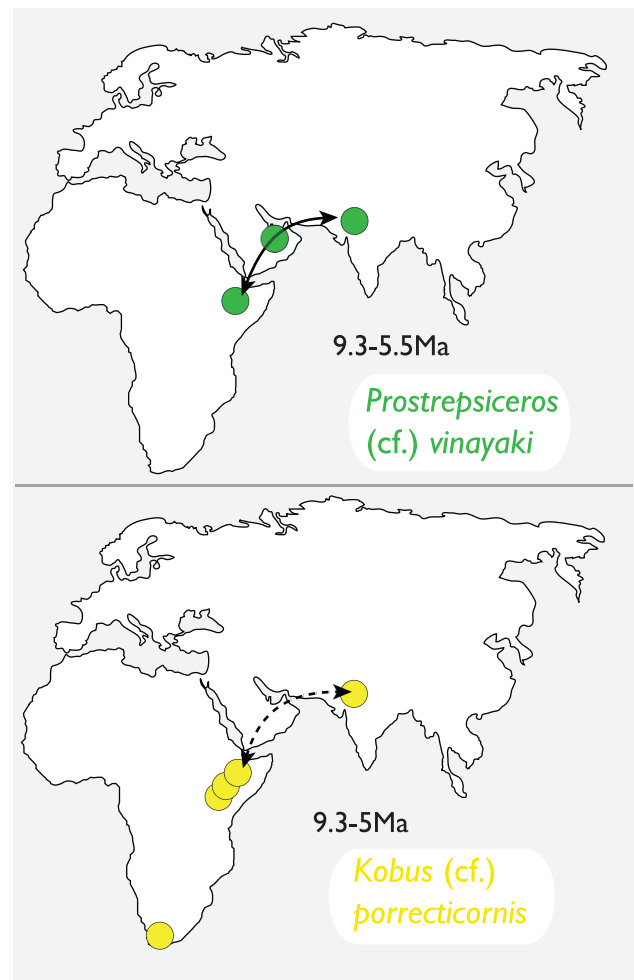 9.3-5.5Ma
Prostrepsiceros
(cf.) vinayaki
9.3-5Ma
Kobus (cf.)
porrecticornis